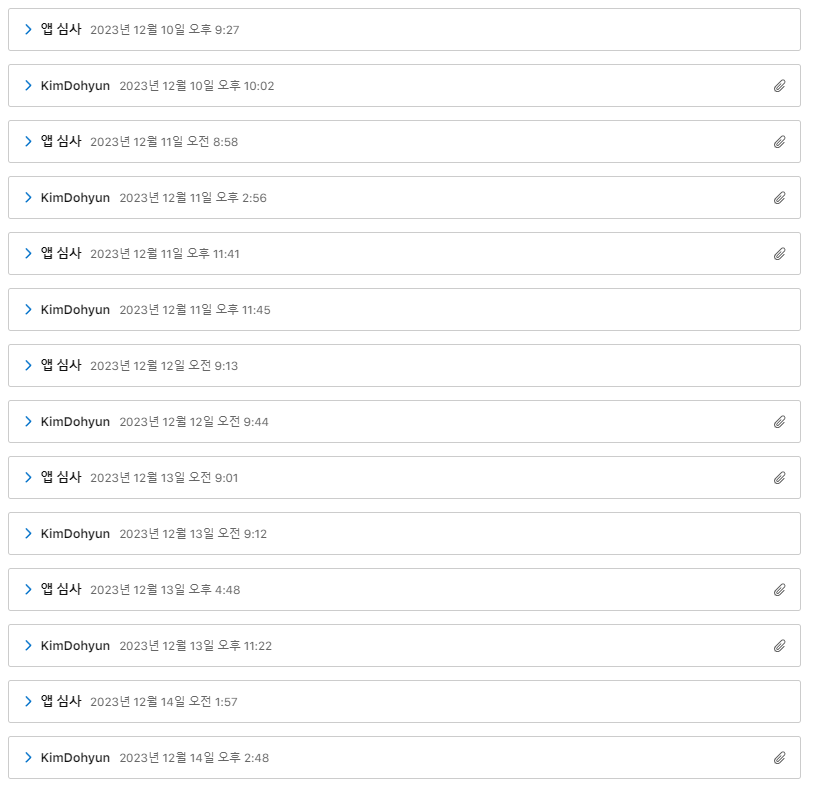 앱 심사 2023년 12월 10일 오후 9:27
KimDohyun 2023년 12월 10일 오후 10:02
앱 심사 2023년 12월 11일 오전 8:58
KimDohyun 2023년 12월 11일 오후 2:56
앱 심사 2023년 12월 11일 오후 11:41
KimDohyun 2023년 12월 11일 오후 11:45
앱 심사 2023년 12월 12일 오전 9:13
KimDohyun 2023년 12월 12일 오전 9:44
앱 심사 2023년 12월 13일 오전 9:01
KimDohyun 2023년 12월 13일 오전 9:12
앱 심사 2023년 12월 13일 오후 4:48
KimDohyun 2023년 12월 13일 오후 11:22
앱 심사 2023년 12월 14일 오전 1:57
KimDohyun 2023년 12월 14일 오후 2:48